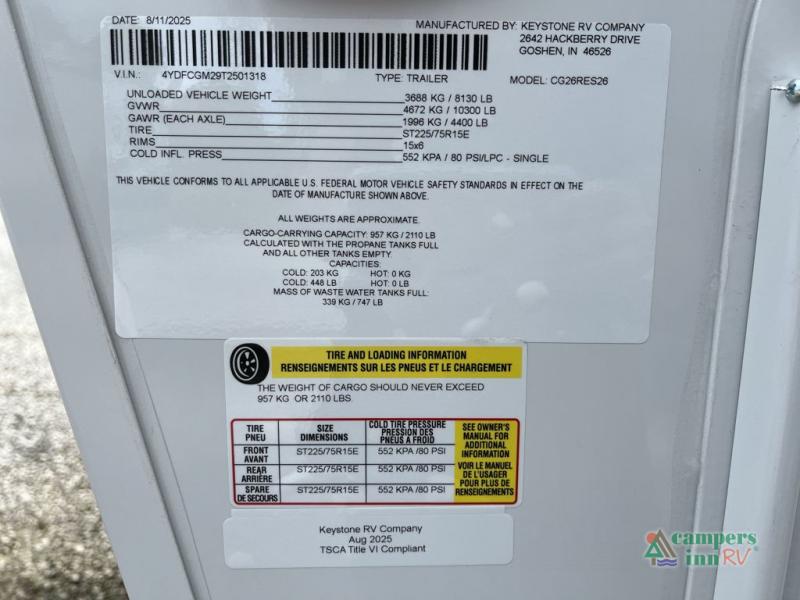 DATE: 8/11/2025 MANUFACTURED BY: KEYSTONE RV COMPANY
2642 HACKBERRY DRIVE
GOSHEN, IN 46526
V.I.N.: 4YDFCGM29T2501318 TYPE: TRAILER MODEL: CG26RES26
UNLOADED VEHICLE WEIGHT 3688 KG / 8130 LB
GVWR 4672 KG / 10300 LB
GAWR (EACH AXLE) 1996 KG / 4400 LB
TIRE ST225/75R15E
RIMS 15x6
COLD INFL. PRESS 552 KPA / 80 PSI/LPC - SINGLE
THIS VEHICLE CONFORMS TO ALL APPLICABLE U.S. FEDERAL MOTOR VEHICLE SAFETY STANDARDS IN EFFECT ON THE
DATE OF MANUFACTURE SHOWN ABOVE.
ALL WEIGHTS ARE APPROXIMATE.
CARGO-CARRYING CAPACITY: 957 KG / 2110 LB
CALCULATED WITH THE PROPANE TANKS FULL
AND ALL OTHER TANKS EMPTY.
CAPACITIES:
COLD: 203 KG HOT: 0 KG
COLD: 448 LB HOT: 0 LB
MASS OF WASTE WATER TANKS FULL:
339 KG / 747 LB
TIRE AND LOADING INFORMATION
RENSEIGNEMENTS SUR LES PNEUS ET LE CHARGEMENT
THE WEIGHT OF CARGO SHOULD NEVER EXCEED
957 KG OR 2110 LBS.
TIRE
PNEU
SIZE
DIMENSIONS
COLD TIRE PRESSURE
PRESSION DES
PNEUS A FROID
FRONT
AVANT
ST225/75R15E 552 KPA /80 PSI
REAR
ARRIÈRE
ST225/75R15E 552 KPA /80 PSI
SPARE
DE SECOURS
ST225/75R15E 552 KPA /80 PSI
SEE OWNER'S
MANUAL FOR
ADDITIONAL
INFORMATION
VOIR LE MANUEL
DE L'USAGER
POUR PLUS DE
RENSEIGNEMENTS
Keystone RV Company
Aug 2025
TSCA Title VI Compliant
campers
inn RV